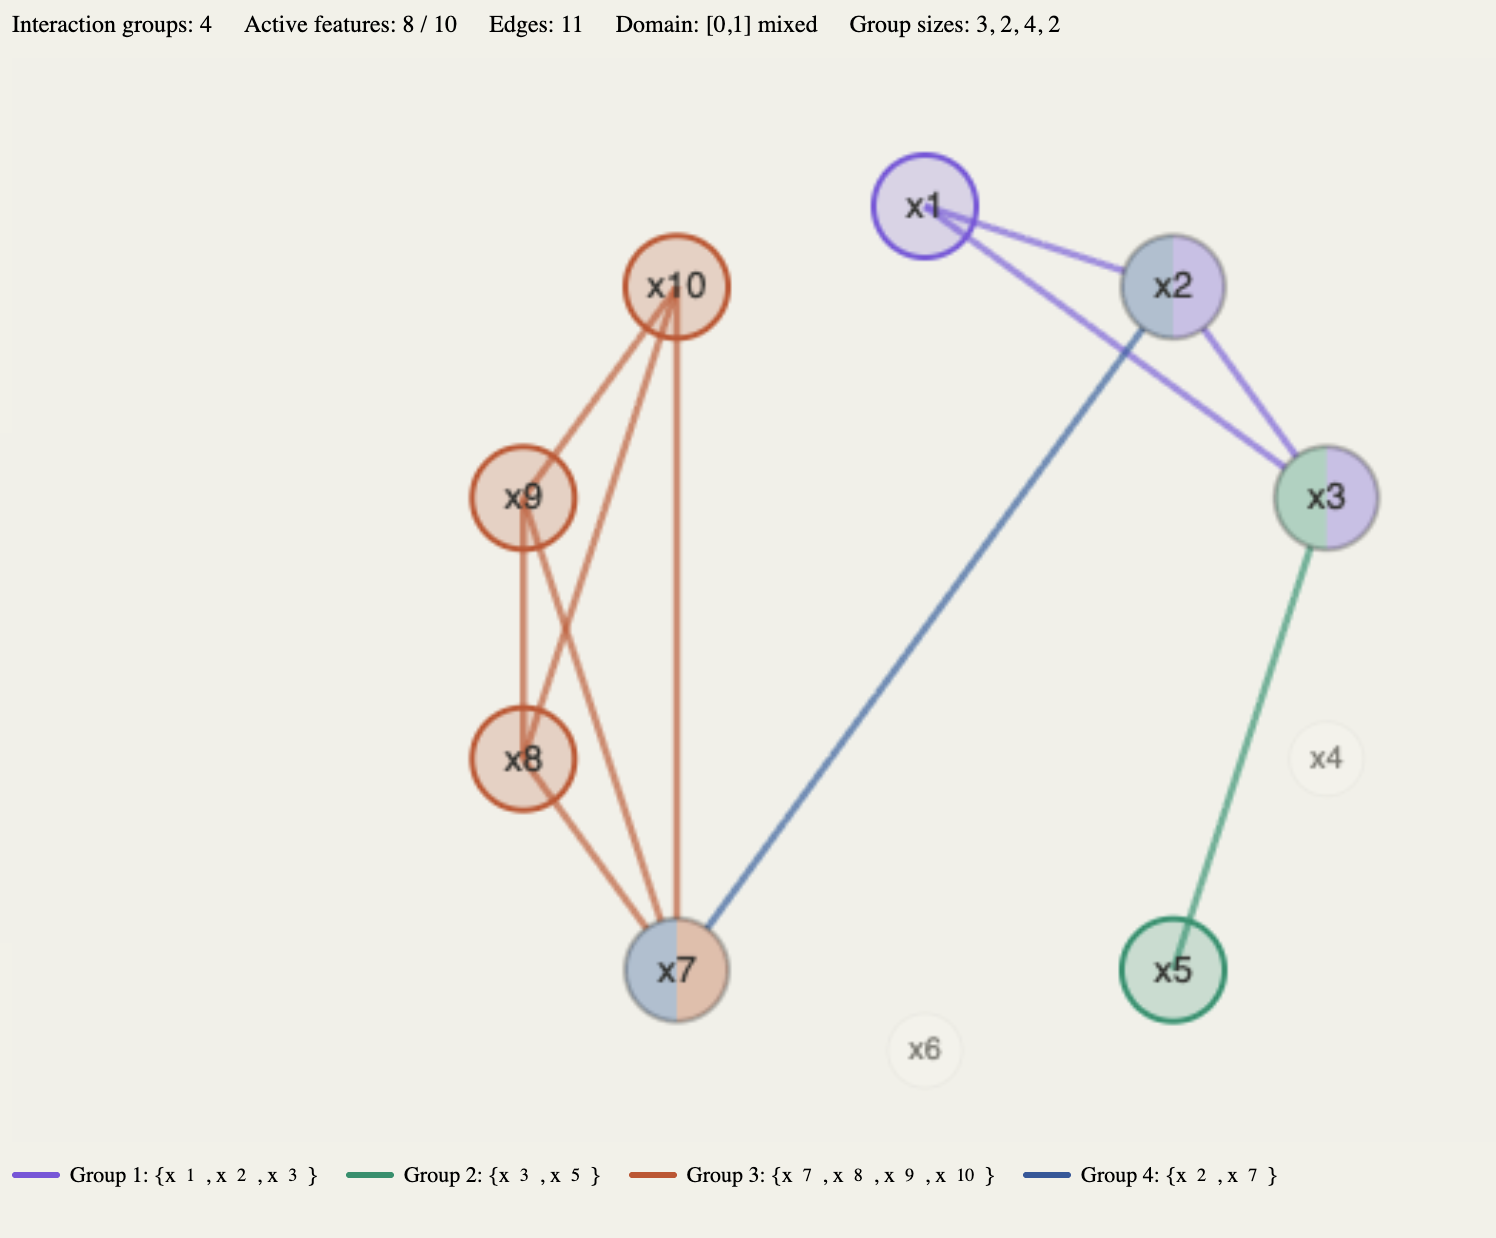 Interaction groups: 4 Active features: 8 / 10 Edges: 11 Domain: [0,1] mixed Group sizes: 3, 2, 4, 2
x1
x10
x2
x9
x3
x8
x4
x7
x5
x6
Group 1: {x 1 , x 2 , x 3 } Group 2: {x 3 , x 5 } Group 3: {x 7 , x 8 , x 9 , x 10 } Group 4: {x 2 , x 7 }